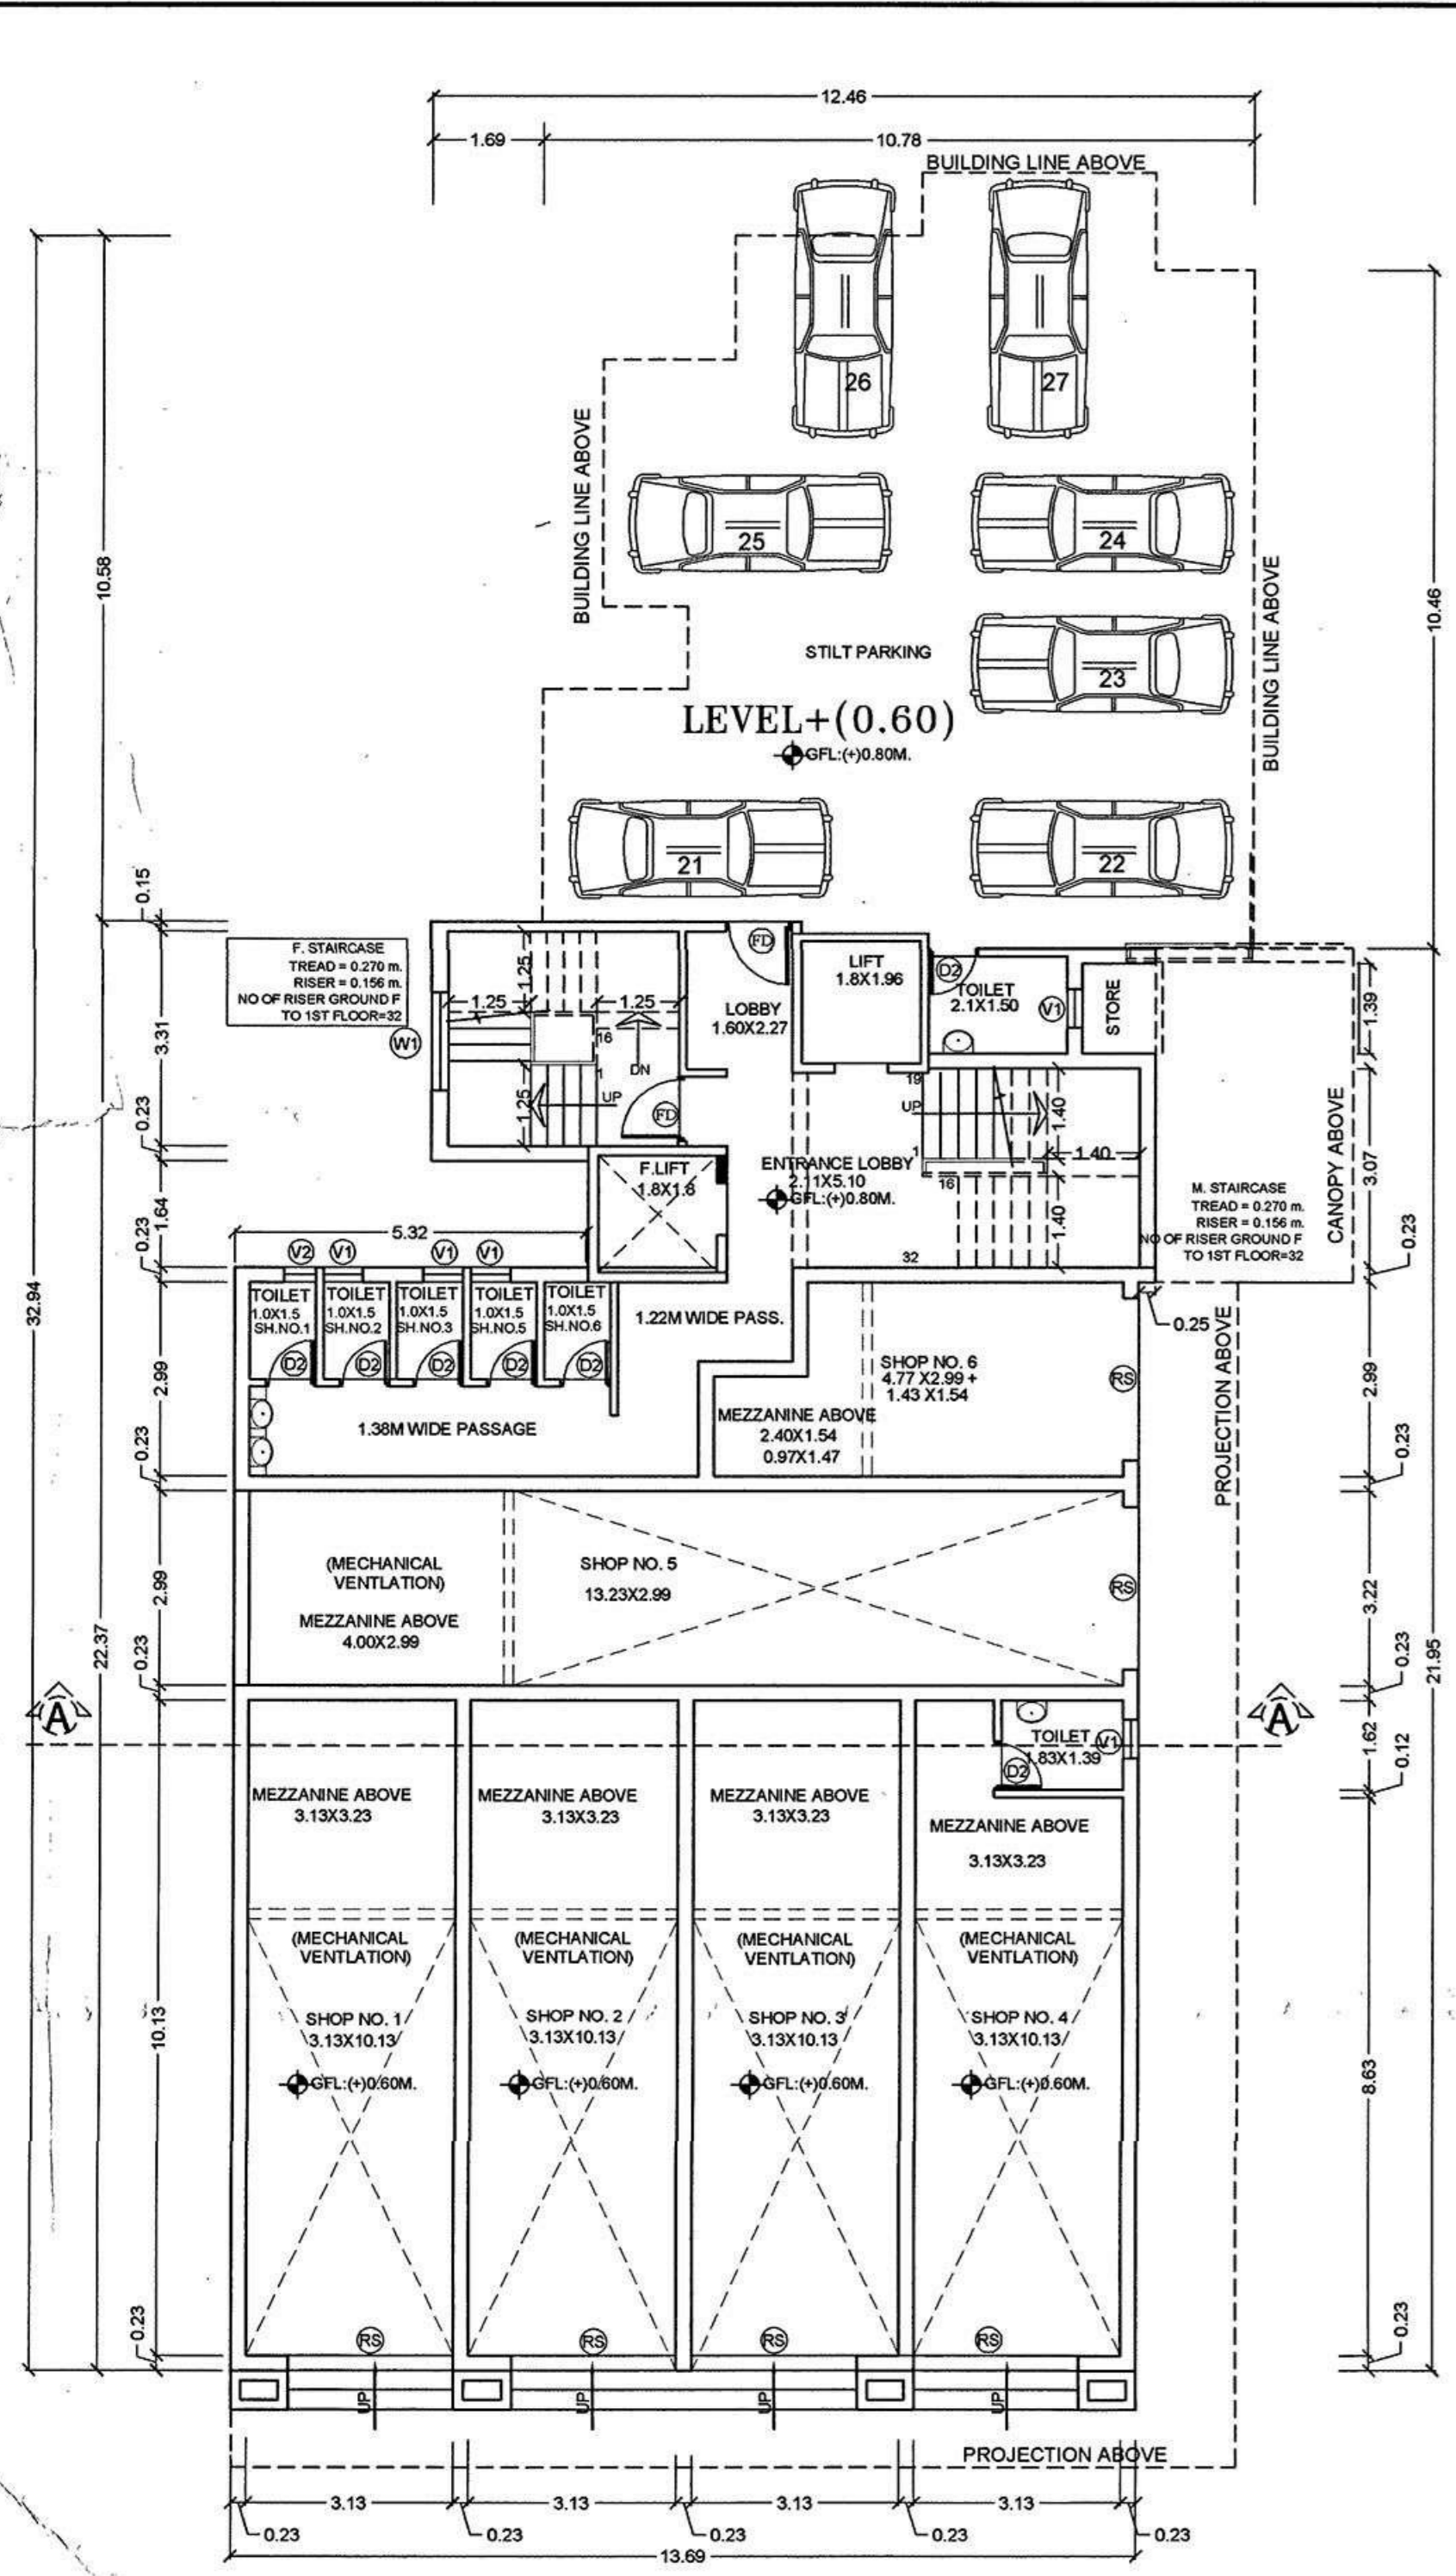 12.46
1.69
10.78
BUILDING LINE ABOVE
26
27
BUILDING LINE ABOVE
25
24
10.58
10.46
BUILDING LINE ABOVE
STILT PARKING
23
LEVEL+(0.60)
GFL:(+)0.80M.
21
22
0.15
F. STAIRCASE
TREAD = 0.270 m.
RISER = 0.156 m.
NO OF RISER GROUND F
TO 1ST FLOOR=32
W1
3.31
1.25
1.25
1.25
16
DN
1
UP
1.25
FD
FD
LOBBY
1.60X2.27
LIFT
1.8X1.96
D2
TOILET
2.1X1.50
V1
STORE
1.39
19
UP
1
1.40
1.40
16
1.40
32
ENTRANCE LOBBY
2.11X5.10
GFL:(+)0.80M.
F.LIFT
1.8X1.8
M. STAIRCASE
TREAD = 0.270 m.
RISER = 0.156 m.
NO OF RISER GROUND F
TO 1ST FLOOR=32
CANOPY ABOVE
3.07
0.23
0.23
1.64
0.23
5.32
V2
V1
V1
V1
32.94
TOILET
1.0X1.5
SH.NO.1
TOILET
1.0X1.5
SH.NO.2
TOILET
1.0X1.5
SH.NO.3
TOILET
1.0X1.5
SH.NO.5
TOILET
1.0X1.5
SH.NO.6
D2
D2
D2
D2
D2
1.22M WIDE PASS.
0.25
PROJECTION ABOVE
2.99
2.99
SHOP NO. 6
4.77 X2.99 +
1.43 X1.54
RS
MEZZANINE ABOVE
2.40X1.54
0.97X1.47
1.38M WIDE PASSAGE
0.23
0.23
(MECHANICAL
VENTLATION)
MEZZANINE ABOVE
4.00X2.99
SHOP NO. 5
13.23X2.99
RS
2.99
3.22
22.37
0.23
0.23
21.95
A
A
TOILET
1.83X1.39
V1
D2
1.62
0.12
MEZZANINE ABOVE
3.13X3.23
MEZZANINE ABOVE
3.13X3.23
MEZZANINE ABOVE
3.13X3.23
MEZZANINE ABOVE
3.13X3.23
(MECHANICAL
VENTLATION)
(MECHANICAL
VENTLATION)
(MECHANICAL
VENTLATION)
(MECHANICAL
VENTLATION)
10.13
SHOP NO. 1
3.13X10.13
SHOP NO. 2
3.13X10.13
SHOP NO. 3
3.13X10.13
SHOP NO. 4
3.13X10.13
GFL:(+)0.60M.
GFL:(+)0.60M.
GFL:(+)0.60M.
GFL:(+)0.60M.
8.63
0.23
0.23
RS
RS
RS
RS
UP
UP
UP
UP
PROJECTION ABOVE
3.13
3.13
3.13
3.13
0.23
0.23
0.23
0.23
0.23
13.69